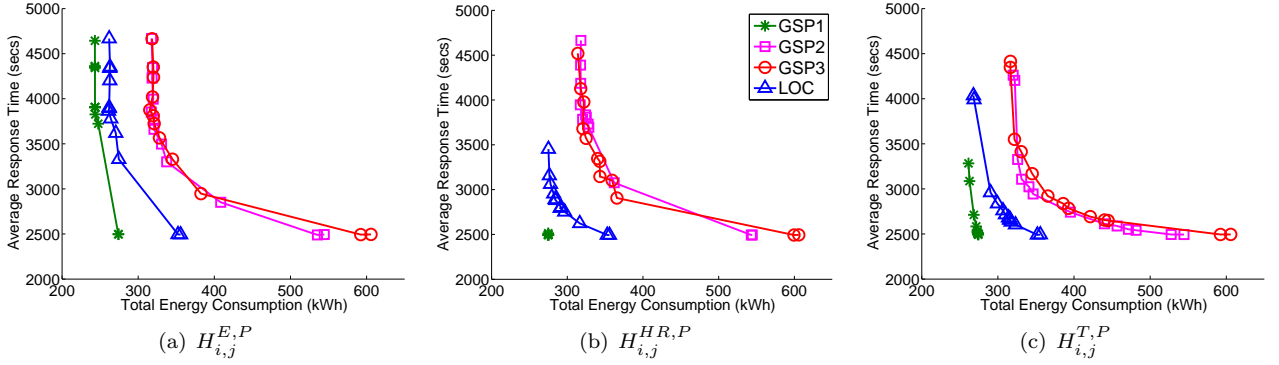 5000
4500
4000
3500
3000
2500
2000
200
300
400
500
600
Average Response Time (secs)
Total Energy Consumption (kWh)
(a) H_{i,j}^{E,P}
5000
4500
4000
3500
3000
2500
2000
200
300
400
500
600
Average Response Time (secs)
Total Energy Consumption (kWh)
GSP1
GSP2
GSP3
LOC
(b) H_{i,j}^{HR,P}
5000
4500
4000
3500
3000
2500
2000
200
300
400
500
600
Average Response Time (secs)
Total Energy Consumption (kWh)
(c) H_{i,j}^{T,P}